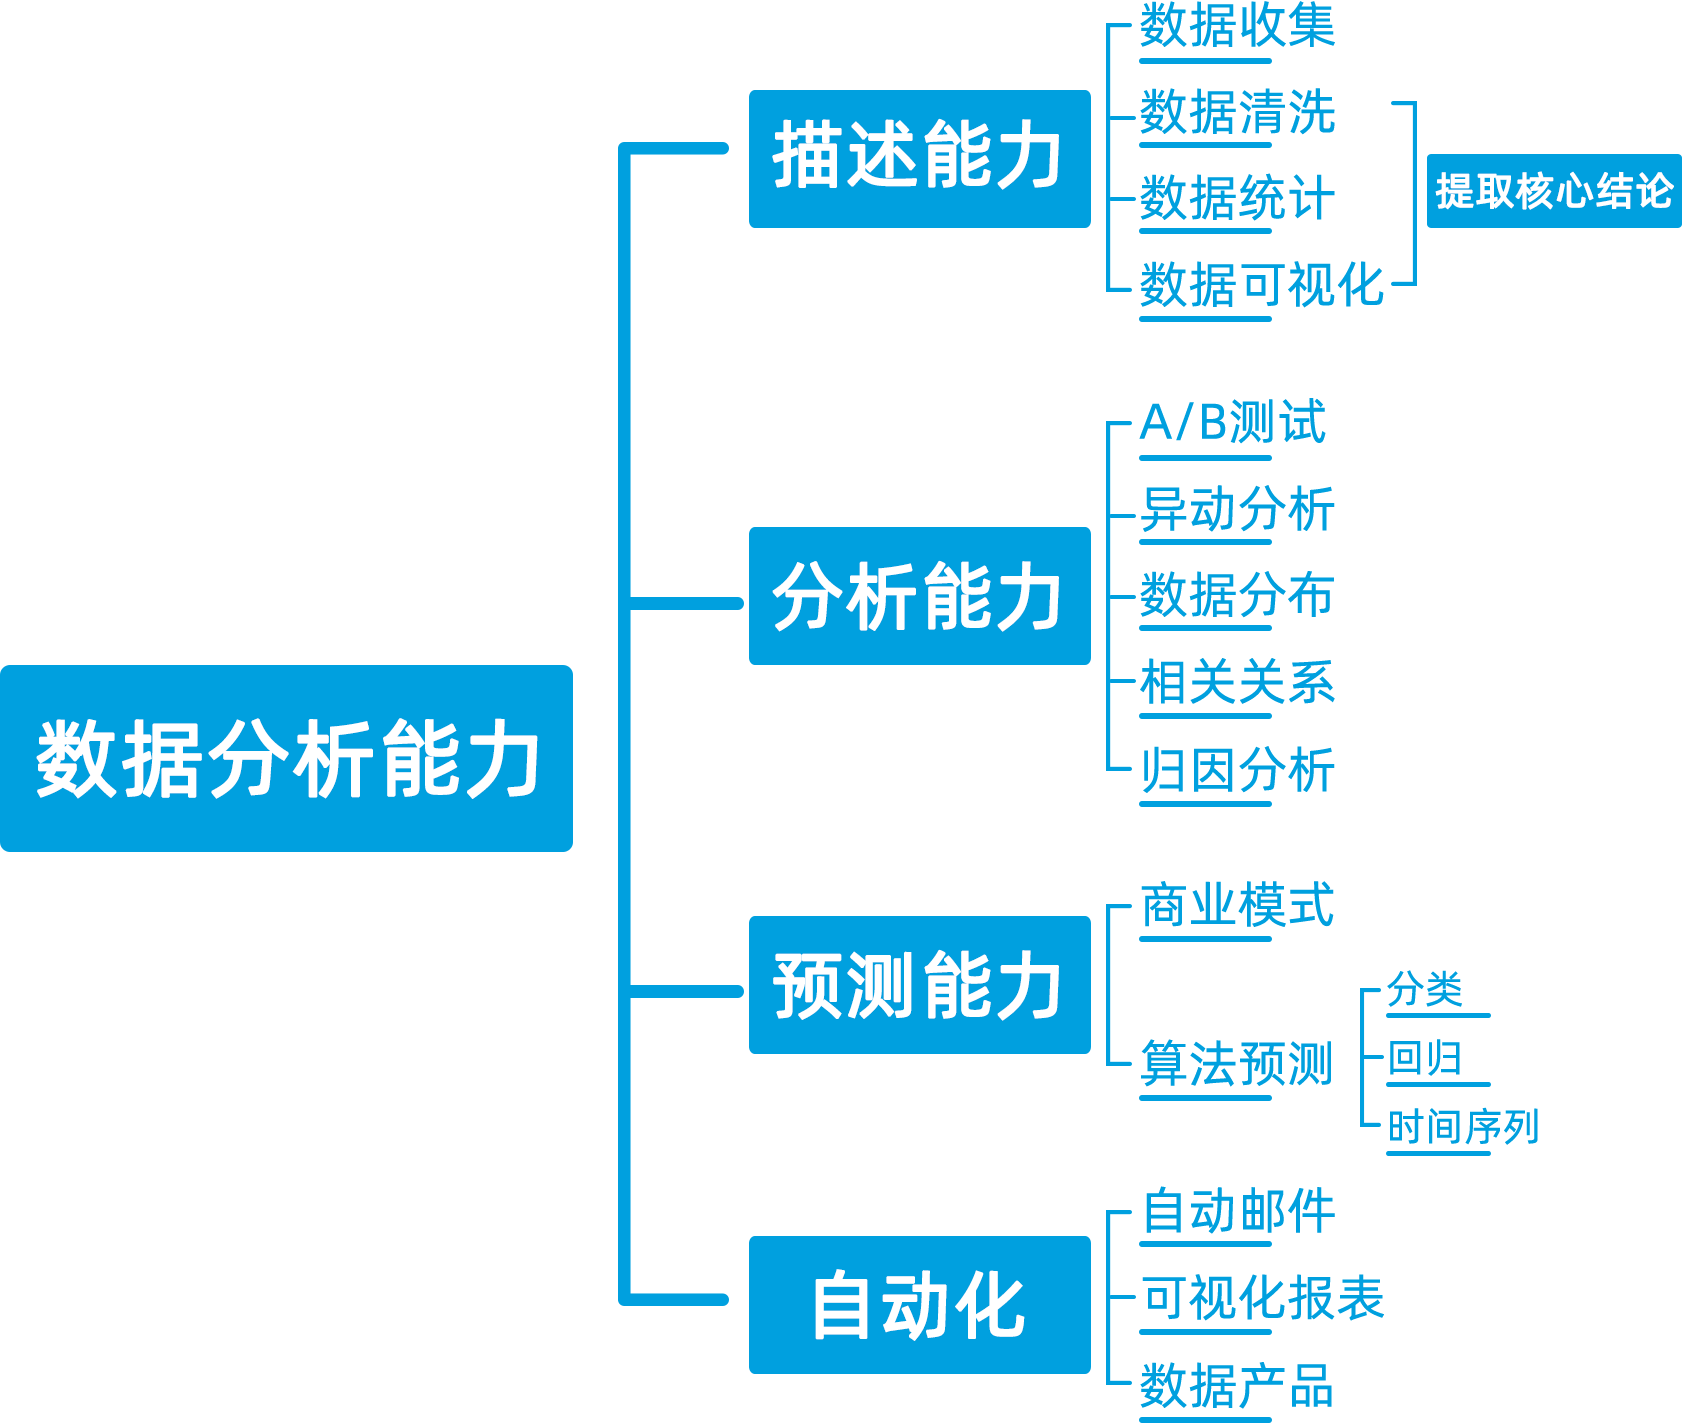 数据分析能力
描述能力
数据收集
数据清洗
数据统计
数据可视化
提取核心结论
分析能力
A/B测试
异动分析
数据分布
相关关系
归因分析
预测能力
商业模式
算法预测
分类
回归
时间序列
自动化
自动邮件
可视化报表
数据产品